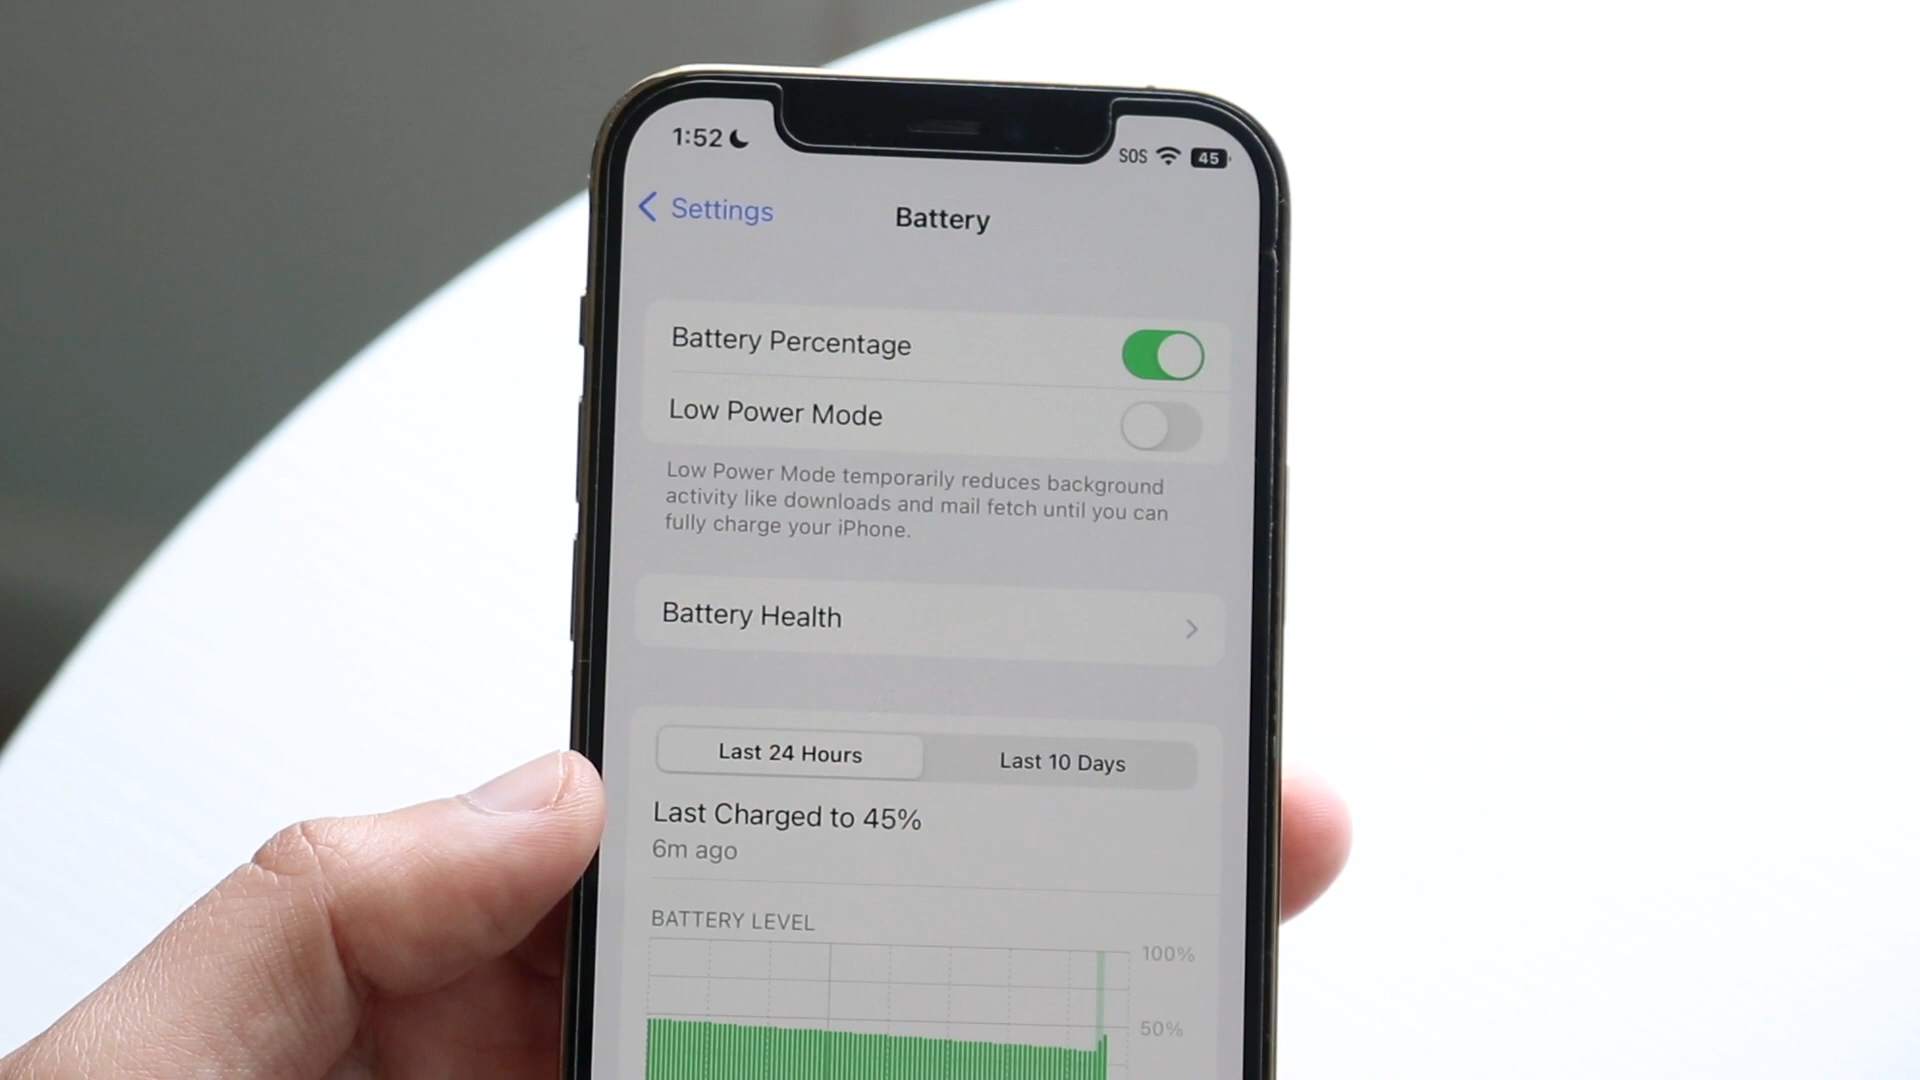 1:52
SOS 45
Settings
Battery
Battery Percentage
Low Power Mode
Low Power Mode temporarily reduces background
activity like downloads and mail fetch until you can
fully charge your iPhone.
Battery Health
Last 24 Hours
Last 10 Days
Last Charged to 45%
6m ago
BATTERY LEVEL
100%
50%